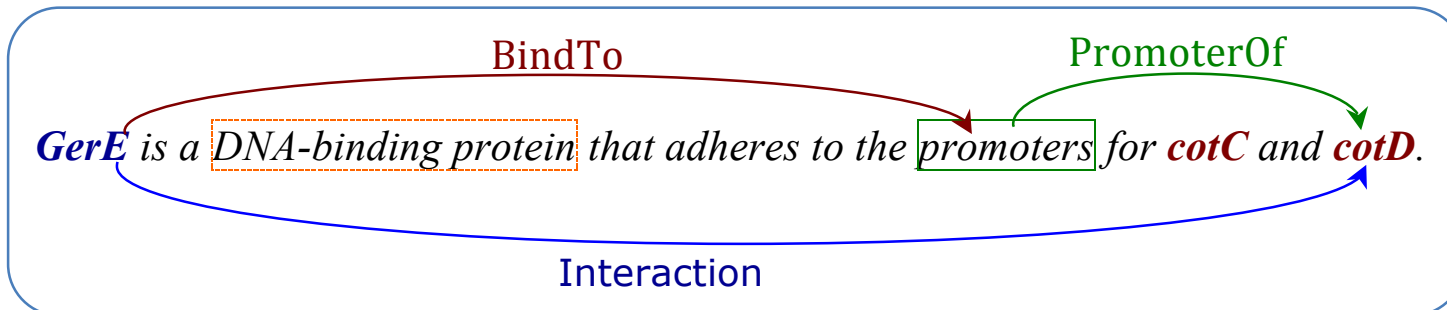 BindTo PromoterOf
GerE is a DNA-binding protein that adheres to the promoters for cotC and cotD.
Interaction